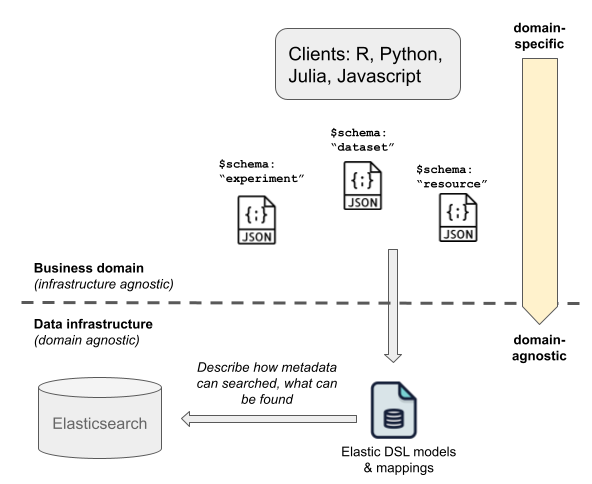 domain-
specific
Clients: R, Python,
Julia, Javascript
$schema:
“dataset”
$schema:
“experiment”
$schema:
“resource”
{;}
JSON
{;}
JSON
{;}
JSON
Business domain
(infrastructure agnostic)
Data infrastructure
(domain agnostic)
domain-
agnostic
Describe how metadata
can searched, what can
be found
Elasticsearch
Elastic DSL models
& mappings